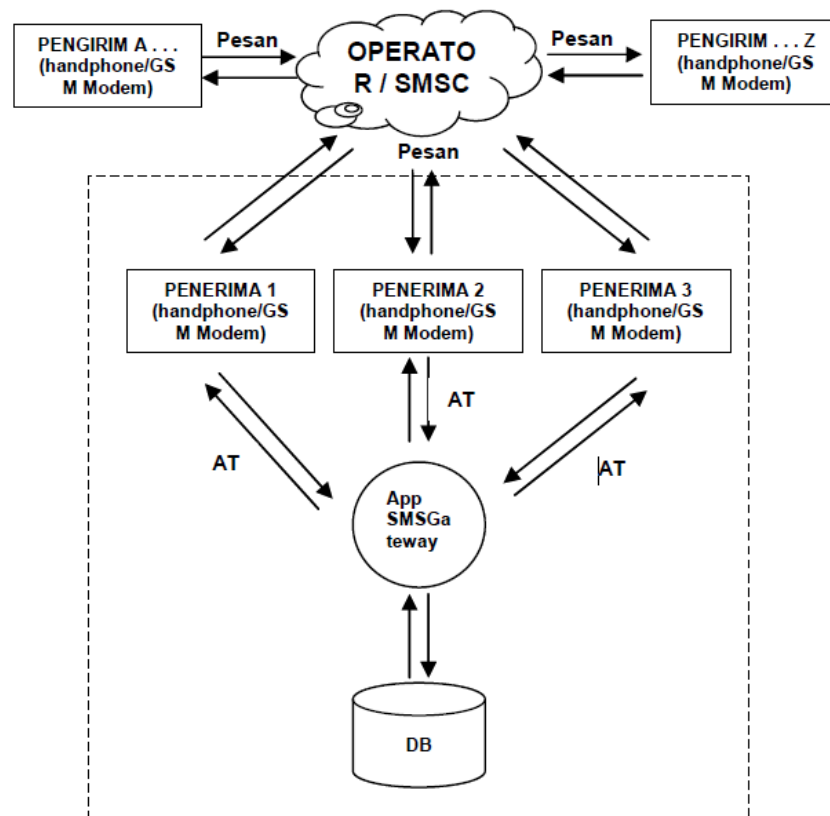 PENGIRIM A . . .
(handphone/GS
M Modem)
Pesan
OPERATO
R / SMSC
Pesan
PENGIRIM . . . Z
(handphone/GS
M Modem)
Pesan
PENERIMA 1
(handphone/GS
M Modem)
PENERIMA 2
(handphone/GS
M Modem)
PENERIMA 3
(handphone/GS
M Modem)
AT
AT
AT
App
SMSGa
teway
DB